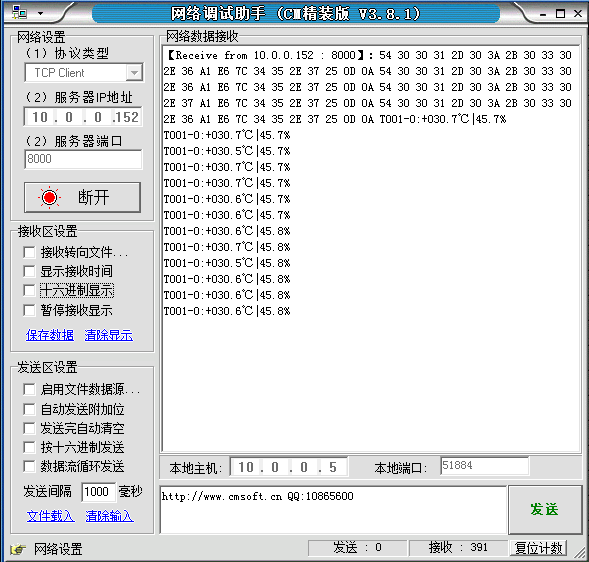 网络调试助手 (CM精装版 V3.8.1)
网络设置
(1) 协议类型
TCP Client
(2) 服务器IP地址
10 . 0 . 0 .152
(2) 服务器端口
8000
断开
接收区设置
接收转向文件...
显示接收时间
十六进制显示
暂停接收显示
保存数据 清除显示
发送区设置
启用文件数据源...
自动发送附加位
发送完自动清空
按十六进制发送
数据流循环发送
发送间隔 1000 毫秒
文件载入 清除输入
网络数据接收
【Receive from 10.0.0.152 : 8000】: 54 30 30 31 2D 30 3A 2B 30 33 30
2E 36 A1 E6 7C 34 35 2E 37 25 0D 0A 54 30 30 31 2D 30 3A 2B 30 33 30
2E 37 A1 E6 7C 34 35 2E 37 25 0D 0A 54 30 30 31 2D 30 3A 2B 30 33 30
2E 36 A1 E6 7C 34 35 2E 37 25 0D 0A 54 30 30 31 2D 30 3A 2B 30 33 30
2E 36 A1 E6 7C 34 35 2E 37 25 0D 0A T001-0:+030.7℃|45.7%
T001-0:+030.7℃|45.7%
T001-0:+030.5℃|45.7%
T001-0:+030.7℃|45.7%
T001-0:+030.7℃|45.7%
T001-0:+030.6℃|45.7%
T001-0:+030.6℃|45.7%
T001-0:+030.6℃|45.8%
T001-0:+030.7℃|45.8%
T001-0:+030.5℃|45.8%
T001-0:+030.6℃|45.8%
T001-0:+030.6℃|45.8%
T001-0:+030.6℃|45.8%
本地主机: 10 . 0 . 0 . 5 本地端口: 51884
http://www.cmsoft.cn QQ:10865600
发送
网络设置 发送 : 0 接收 : 391 复位计数